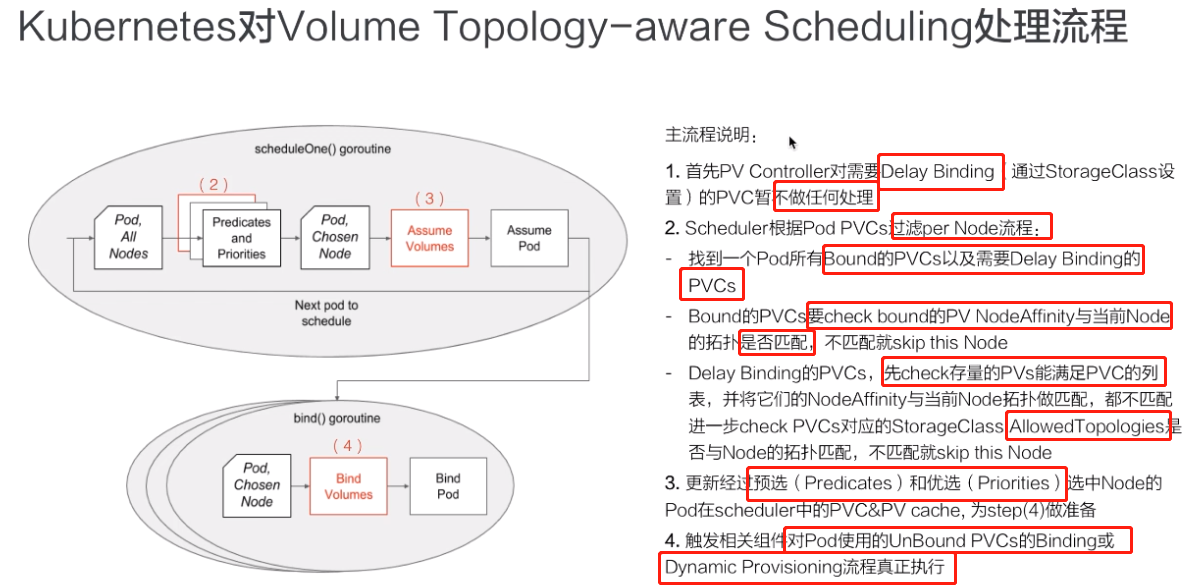 Kubernetes对Volume Topology-aware Scheduling处理流程
scheduleOne() goroutine
(2)
(3)
Pod,
All
Nodes
Predicates
and
Priorities
Pod,
Chosen
Node
Assume
Volumes
Assume
Pod
Next pod to
schedule
bind() goroutine
(4)
Pod,
Chosen
Node
Bind
Volumes
Bind
Pod
主流程说明：
1. 首先PV Controller对需要Delay Binding（通过StorageClass设
置）的PVC暂不做任何处理
2. Scheduler根据Pod PVCs过滤per Node流程：
- 找到一个Pod所有Bound的PVCs以及需要Delay Binding的
PVCs
- Bound的PVCs要check bound的PV NodeAffinity与当前Node
的拓扑是否匹配，不匹配就skip this Node
- Delay Binding的PVCs，先check存量的PVs能满足PVC的列
表，并将它们的NodeAffinity与当前Node拓扑做匹配，都不匹配
进一步check PVCs对应的StorageClass AllowedTopologies是
否与Node的拓扑匹配，不匹配就skip this Node
3. 更新经过预选（Predicates）和优选（Priorities）选中Node的
Pod在scheduler中的PVC&PV cache, 为step(4)做准备
4. 触发相关组件对Pod使用的UnBound PVCs的Binding或
Dynamic Provisioning流程真正执行